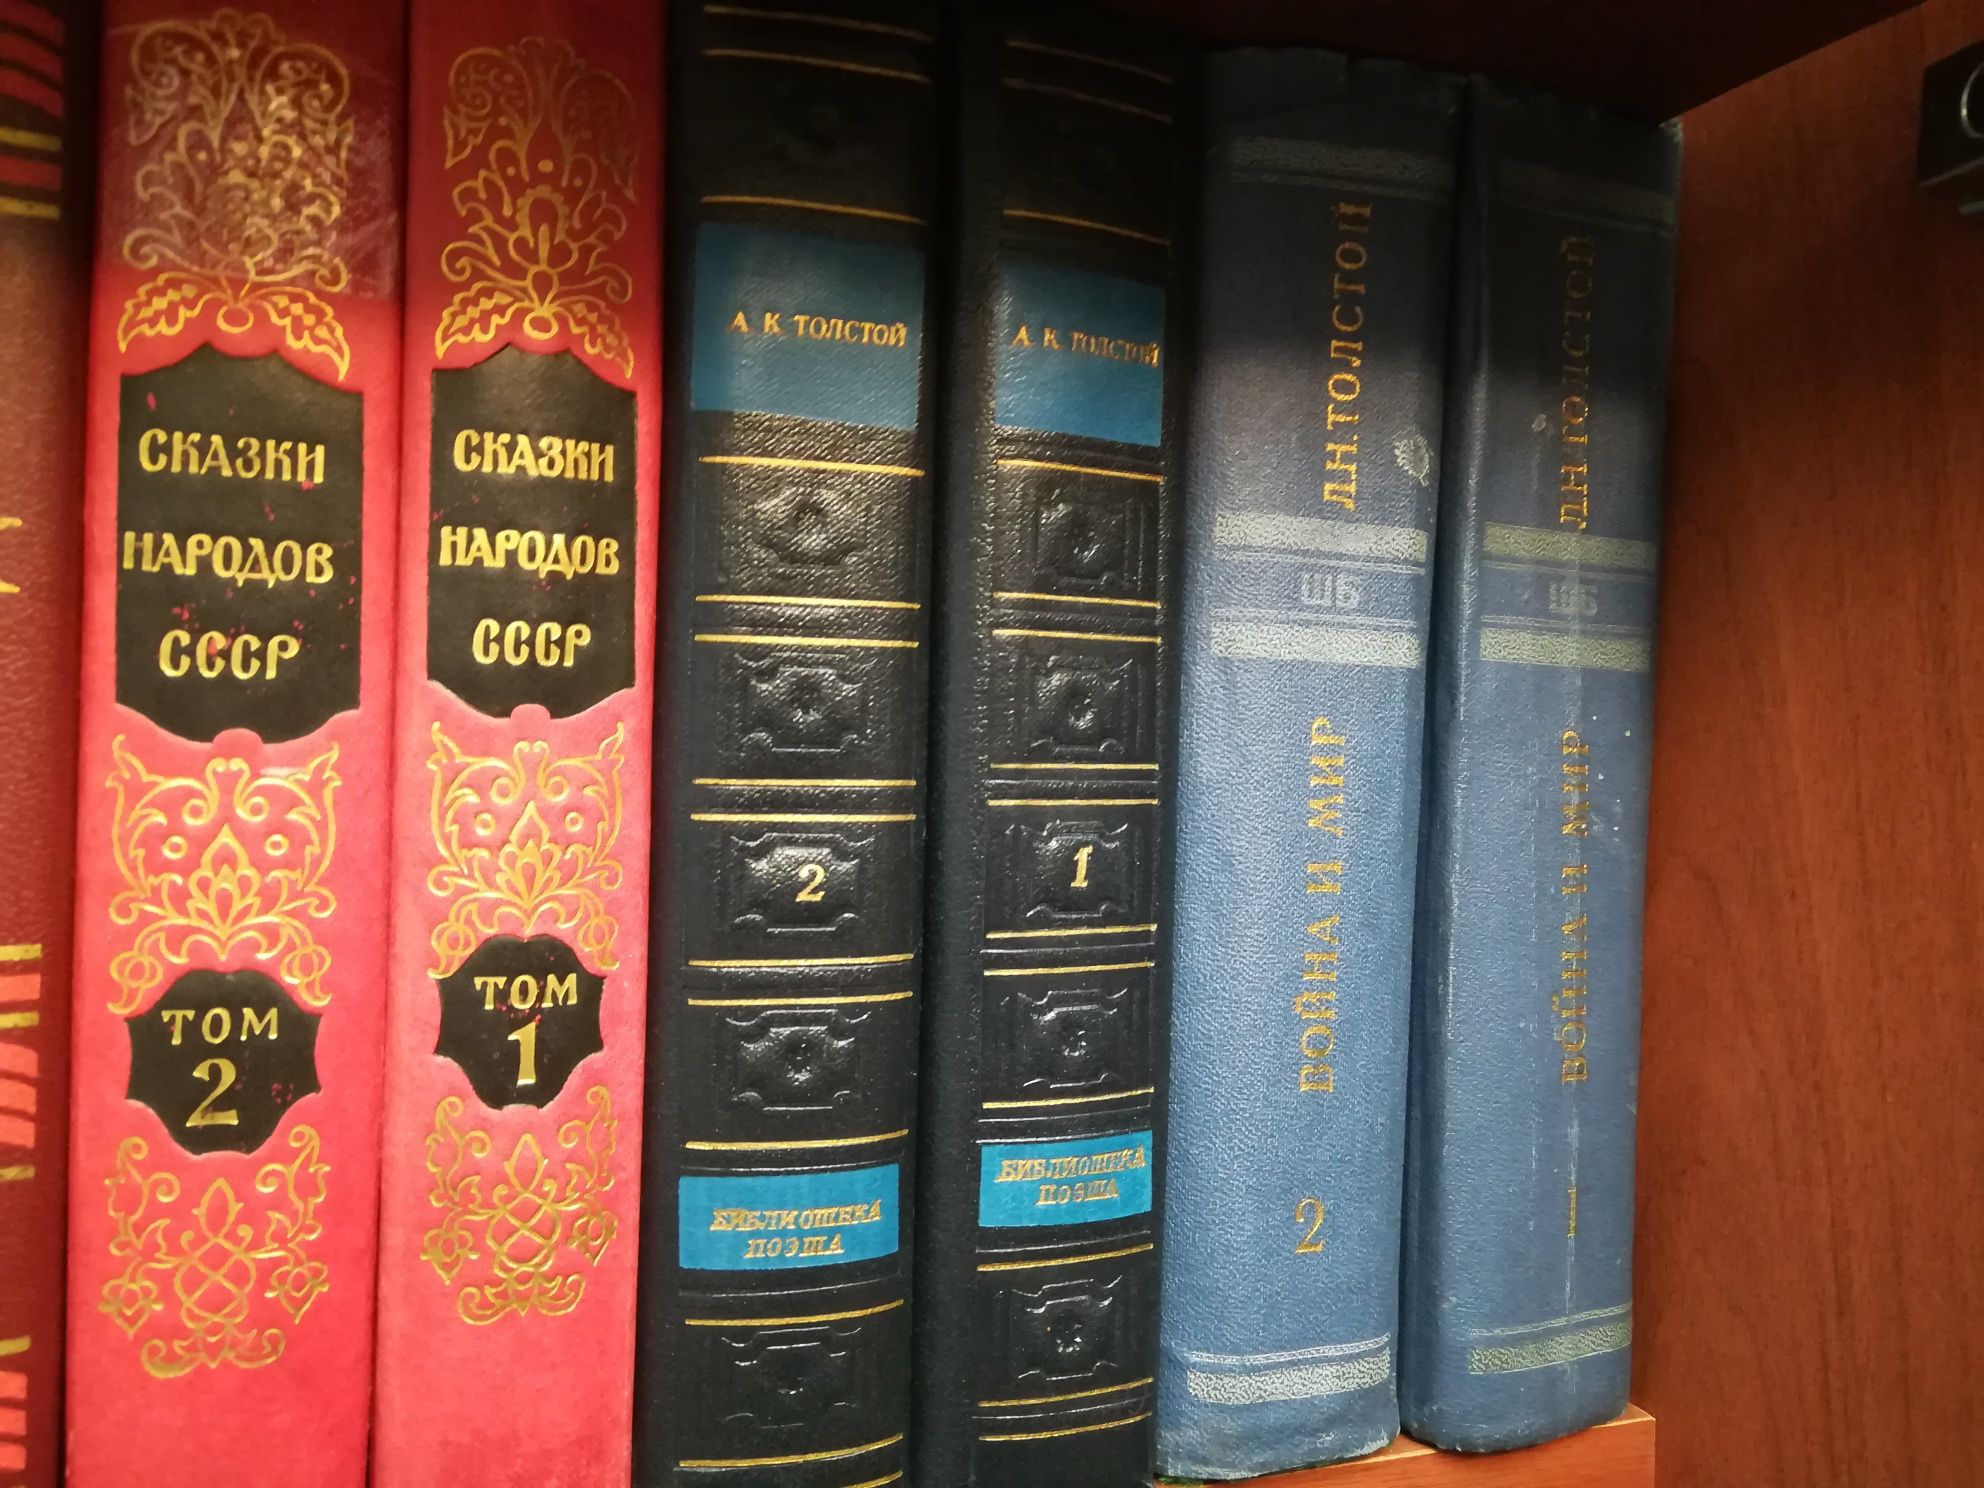 СКАЗКИ
НАРОДОВ
СССР
ТОМ
2
СКАЗКИ
НАРОДОВ
СССР
ТОМ
1
А. К. ТОЛСТОЙ
2
БИБЛИОТЕКА
ПОЭТА
А. К. ТОЛСТОЙ
1
БИБЛИОТЕКА
ПОЭТА
Л.Н.ТОЛСТОЙ
ШБ
ВОЙНА И МИР
2
Л.Н.ТОЛСТОЙ
ШБ
ВОЙНА И МИР
1